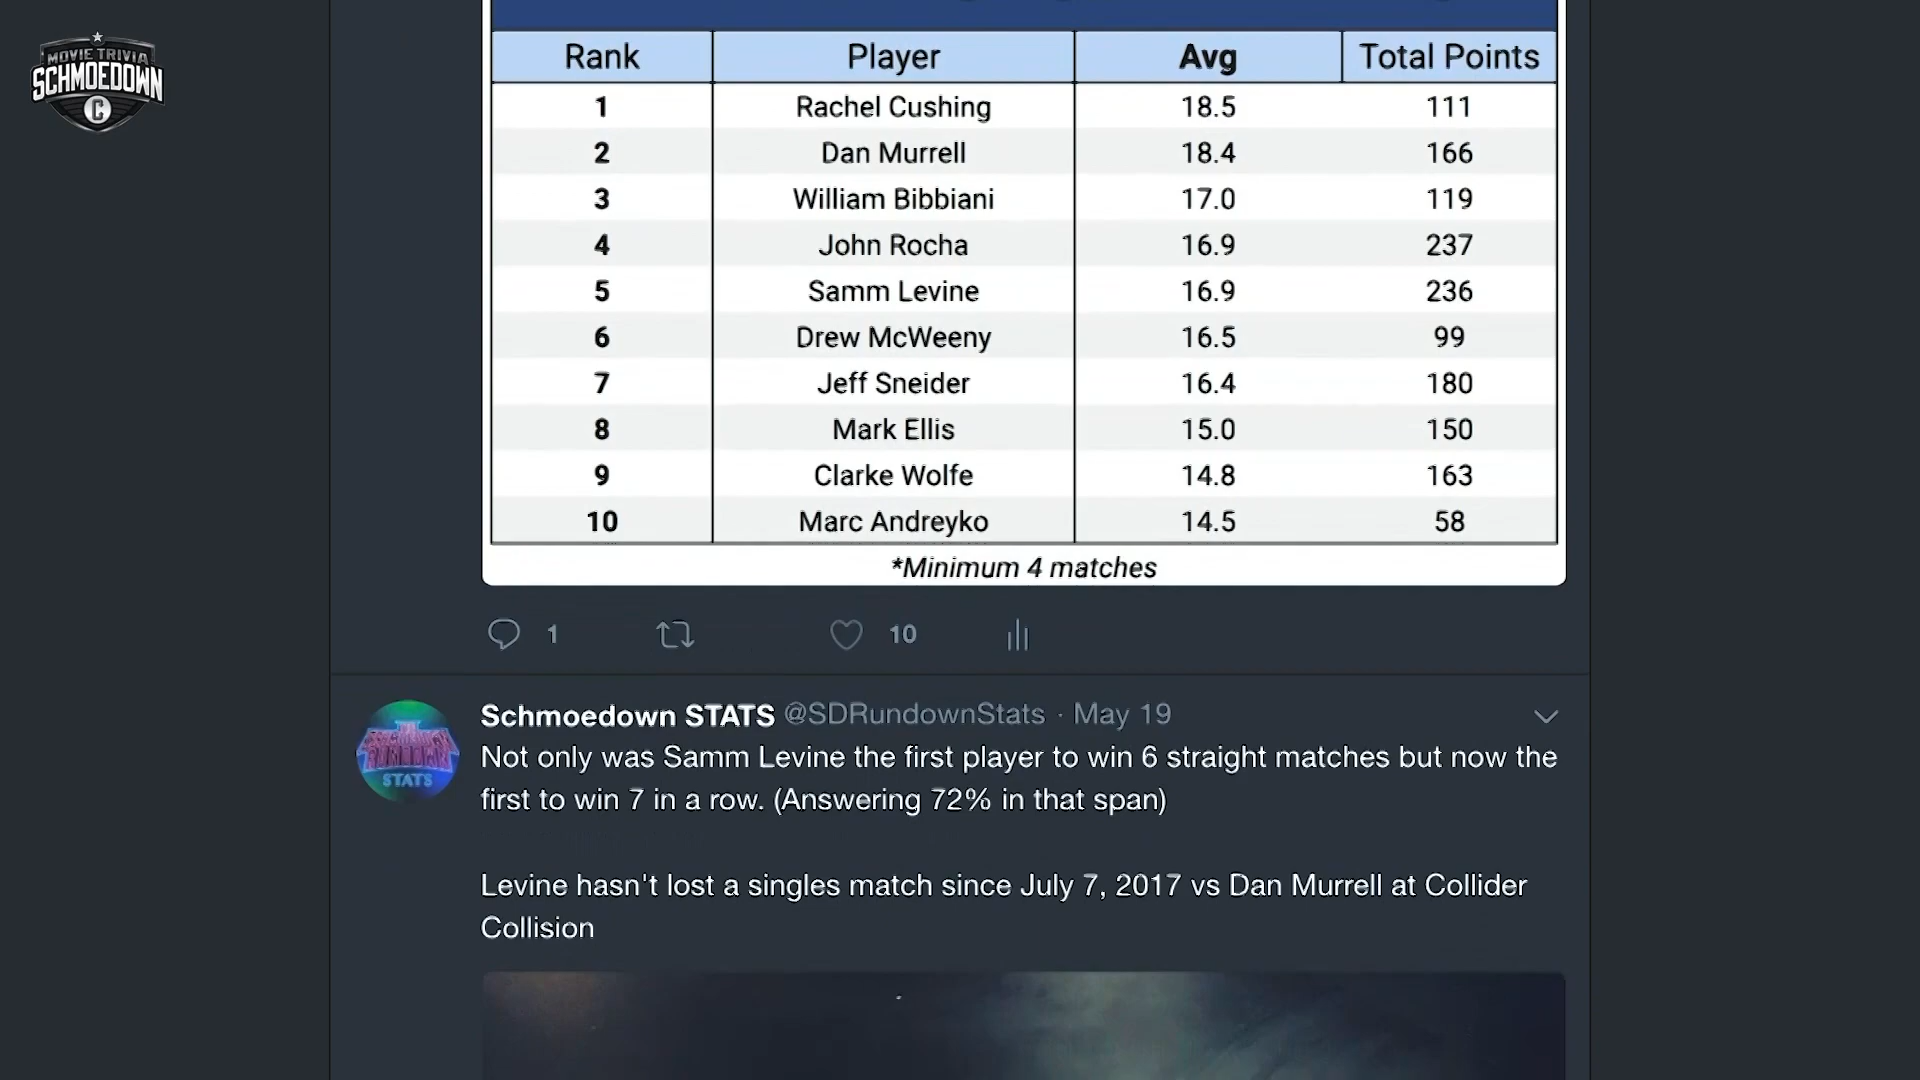 MOVIE TRIVIA
SCHMOEDOWN
C
Rank Player Avg Total Points
1 Rachel Cushing 18.5 111
2 Dan Murrell 18.4 166
3 William Bibbiani 17.0 119
4 John Rocha 16.9 237
5 Samm Levine 16.9 236
6 Drew McWeeny 16.5 99
7 Jeff Sneider 16.4 180
8 Mark Ellis 15.0 150
9 Clarke Wolfe 14.8 163
10 Marc Andreyko 14.5 58
*Minimum 4 matches
1 10
Schmoedown STATS @SDRundownStats · May 19
Not only was Samm Levine the first player to win 6 straight matches but now the
first to win 7 in a row. (Answering 72% in that span)
Levine hasn't lost a singles match since July 7, 2017 vs Dan Murrell at Collider
Collision
STATS